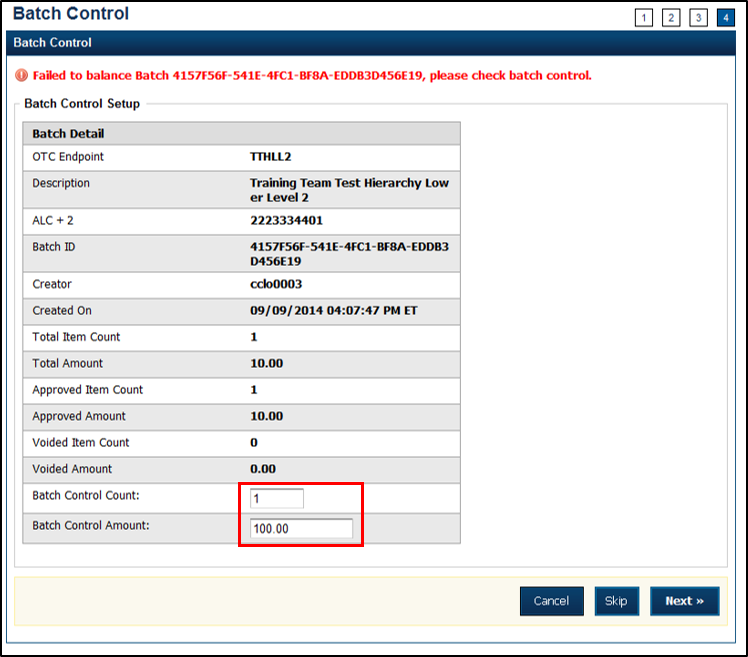 Batch Control
1 2 3 4
Batch Control
Failed to balance Batch 4157F56F-541E-4FC1-BF8A-EDDB3D456E19, please check batch control.
Batch Control Setup
Batch Detail
OTC Endpoint TTHLL2
Description Training Team Test Hierarchy Low
er Level 2
ALC + 2 2223334401
Batch ID 4157F56F-541E-4FC1-BF8A-EDDB3
D456E19
Creator cclo0003
Created On 09/09/2014 04:07:47 PM ET
Total Item Count 1
Total Amount 10.00
Approved Item Count 1
Approved Amount 10.00
Voided Item Count 0
Voided Amount 0.00
Batch Control Count: 1
Batch Control Amount: 100.00
Cancel Skip Next »